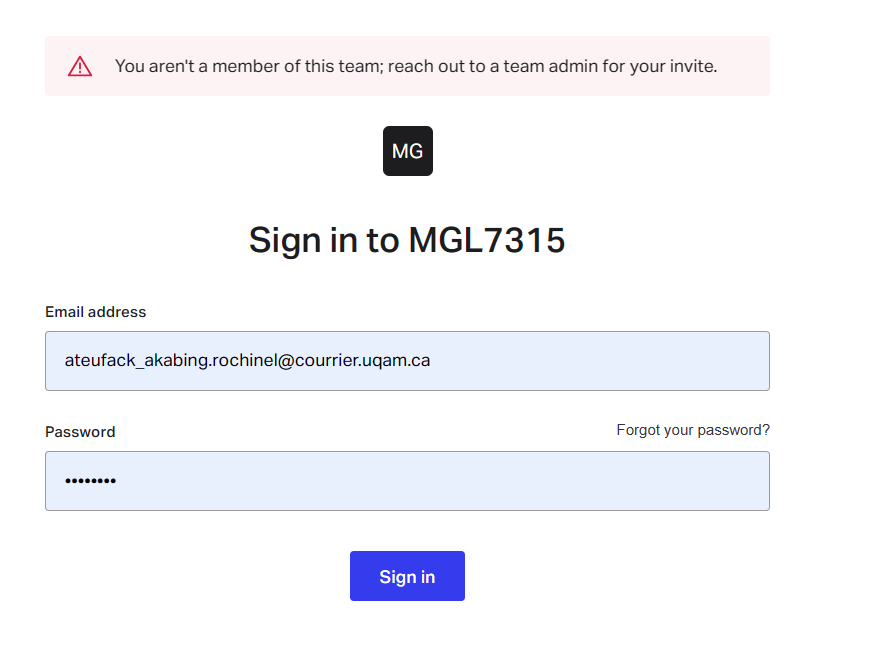 You aren't a member of this team; reach out to a team admin for your invite.
MG
Sign in to MGL7315
Email address
ateufack_akabing.rochinel@courrier.uqam.ca
Password
Forgot your password?
••••••••
Sign in